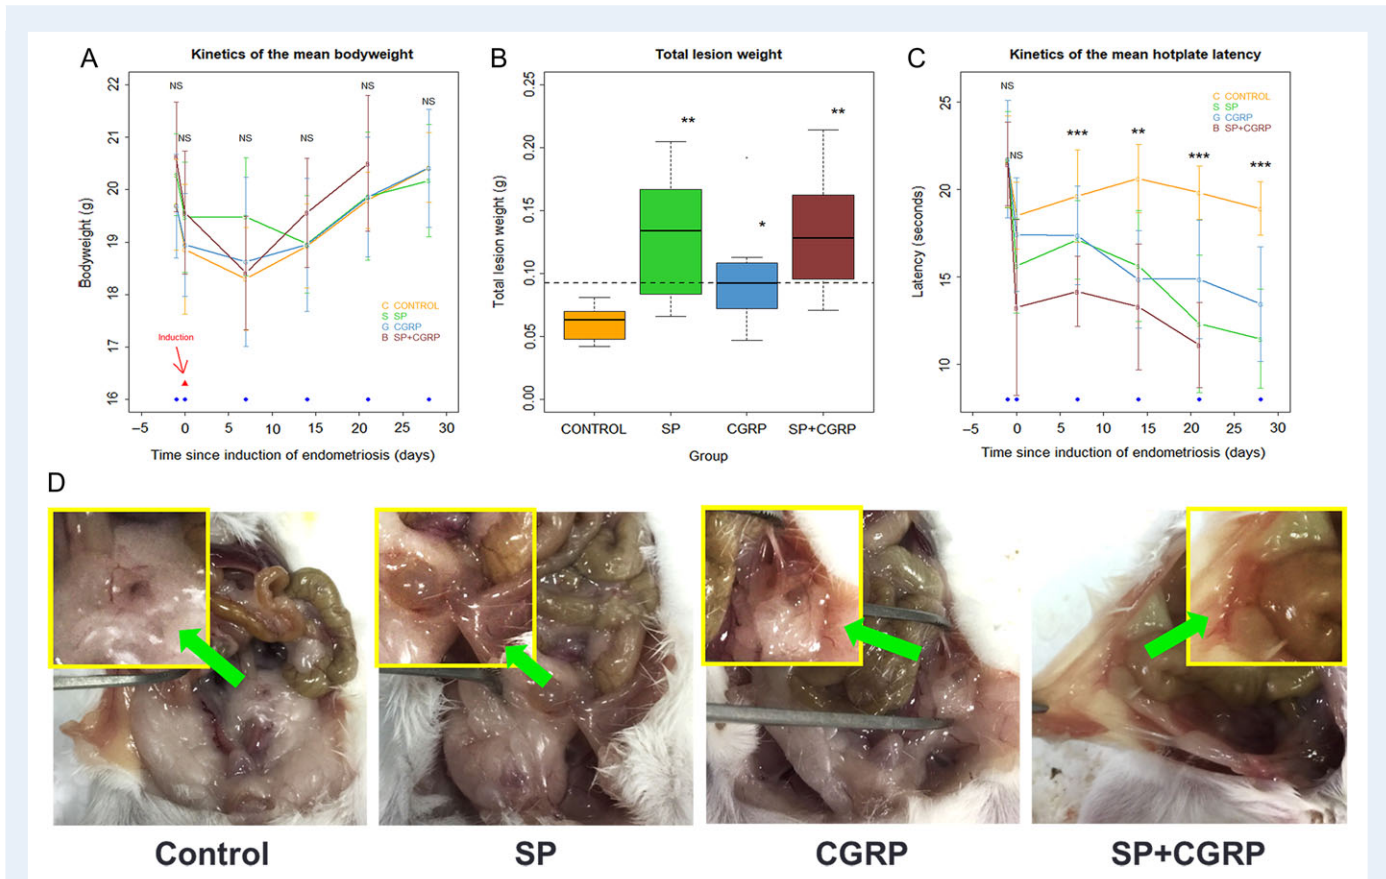 A
Kinetics of the mean bodyweight
Bodyweight (g)
22
21
20
19
18
17
16
NS
NS
NS
NS
NS
NS
C CONTROL
S SP
G CGRP
B SP+CGRP
Induction
−5 0 5 10 15 20 25 30
Time since induction of endometriosis (days)
B
Total lesion weight
Total lesion weight (g)
0.25
0.20
0.15
0.10
0.05
0.00
**
*
**
CONTROL SP CGRP SP+CGRP
Group
C
Kinetics of the mean hotplate latency
Latency (seconds)
25
20
15
10
NS
NS
***
**
***
***
C CONTROL
S SP
G CGRP
B SP+CGRP
−5 0 5 10 15 20 25 30
Time since induction of endometriosis (days)
D
Control SP CGRP SP+CGRP